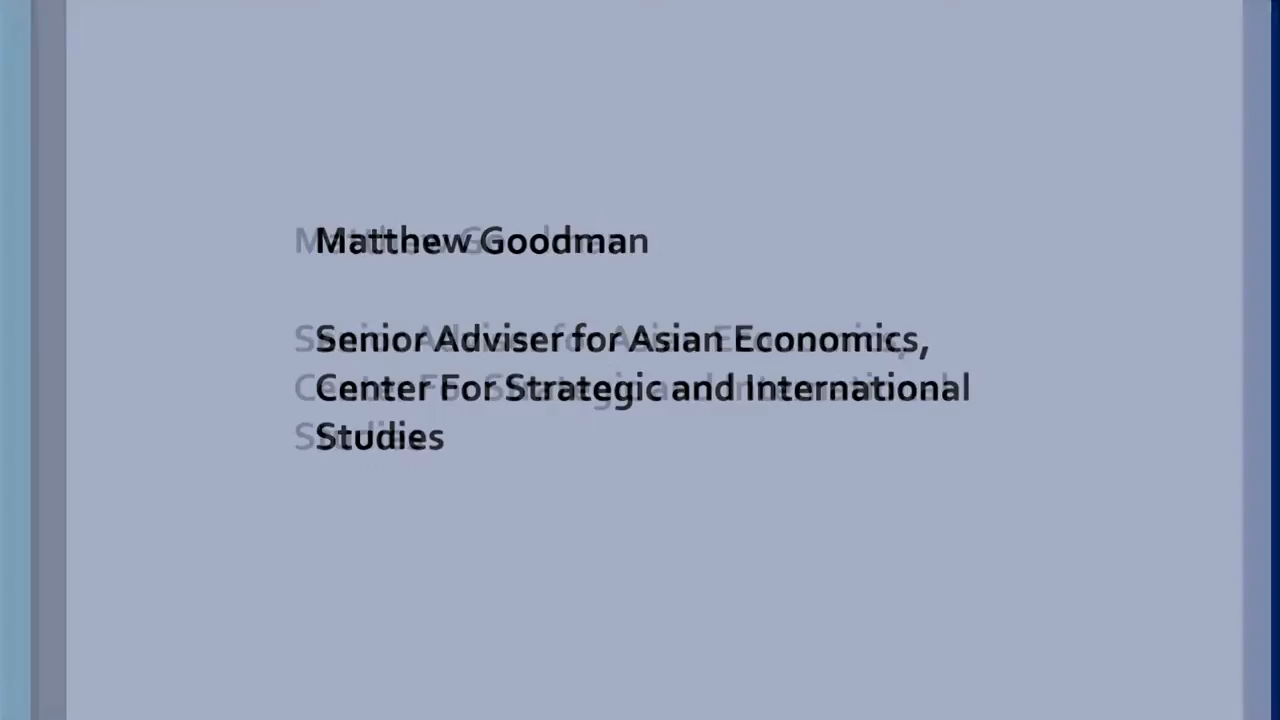 Matthew Goodman
Senior Adviser for Asian Economics,
Center For Strategic and International
Studies